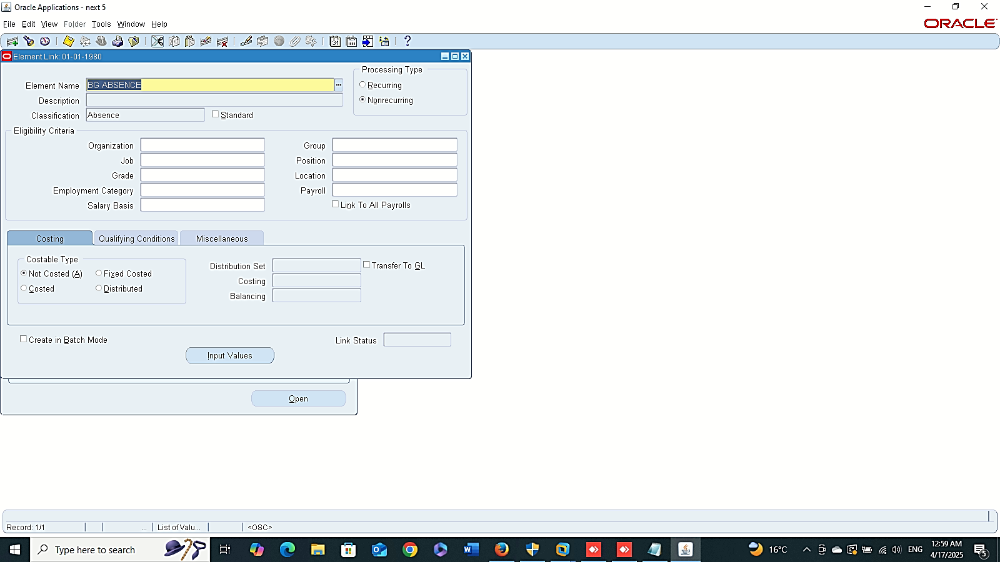 Oracle Applications - next 5
File Edit View Folder Tools Window Help
ORACLE
Element Link: 01-01-1980
Element Name BG ABSENCE
Description
Classification Absence Standard
Processing Type
Recurring
Nonrecurring
Eligibility Criteria
Organization Group
Job Position
Grade Location
Employment Category Payroll
Salary Basis Link To All Payrolls
Costing Qualifying Conditions Miscellaneous
Costable Type
Not Costed (A) Fixed Costed
Costed Distributed
Distribution Set Transfer To GL
Costing
Balancing
Create in Batch Mode Link Status
Input Values
Open
Record: 1/1 ... List of Valu... <OSC>
Type here to search 16°C ENG 12:59 AM
4/17/2025
5